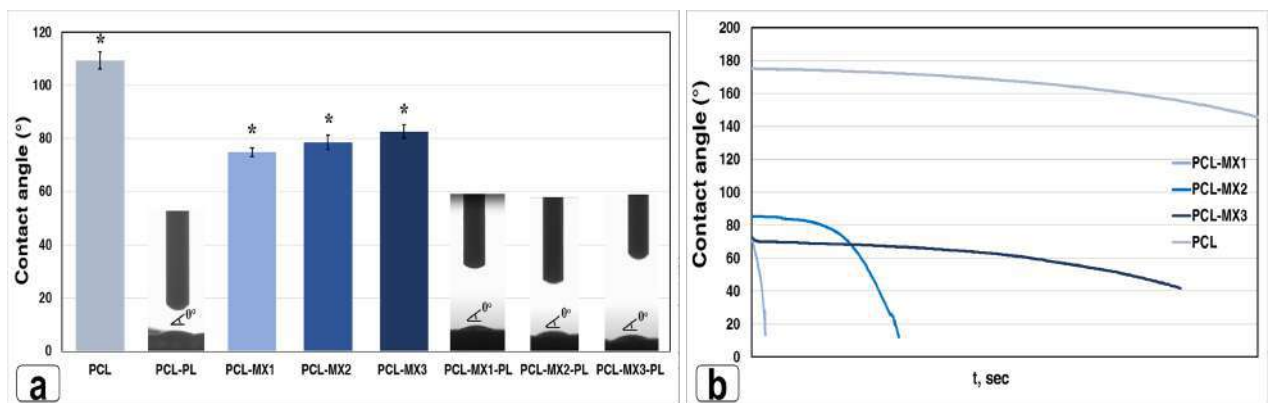 120
100
80
60
40
20
0
Contact angle (°)
*
*
*
*
θ°
θ°
θ°
θ°
PCL
PCL-PL
PCL-MX1
PCL-MX2
PCL-MX3
PCL-MX1-PL
PCL-MX2-PL
PCL-MX3-PL
a
200
180
160
140
120
100
80
60
40
20
0
Contact angle (°)
PCL-MX1
PCL-MX2
PCL-MX3
PCL
t, sec
b